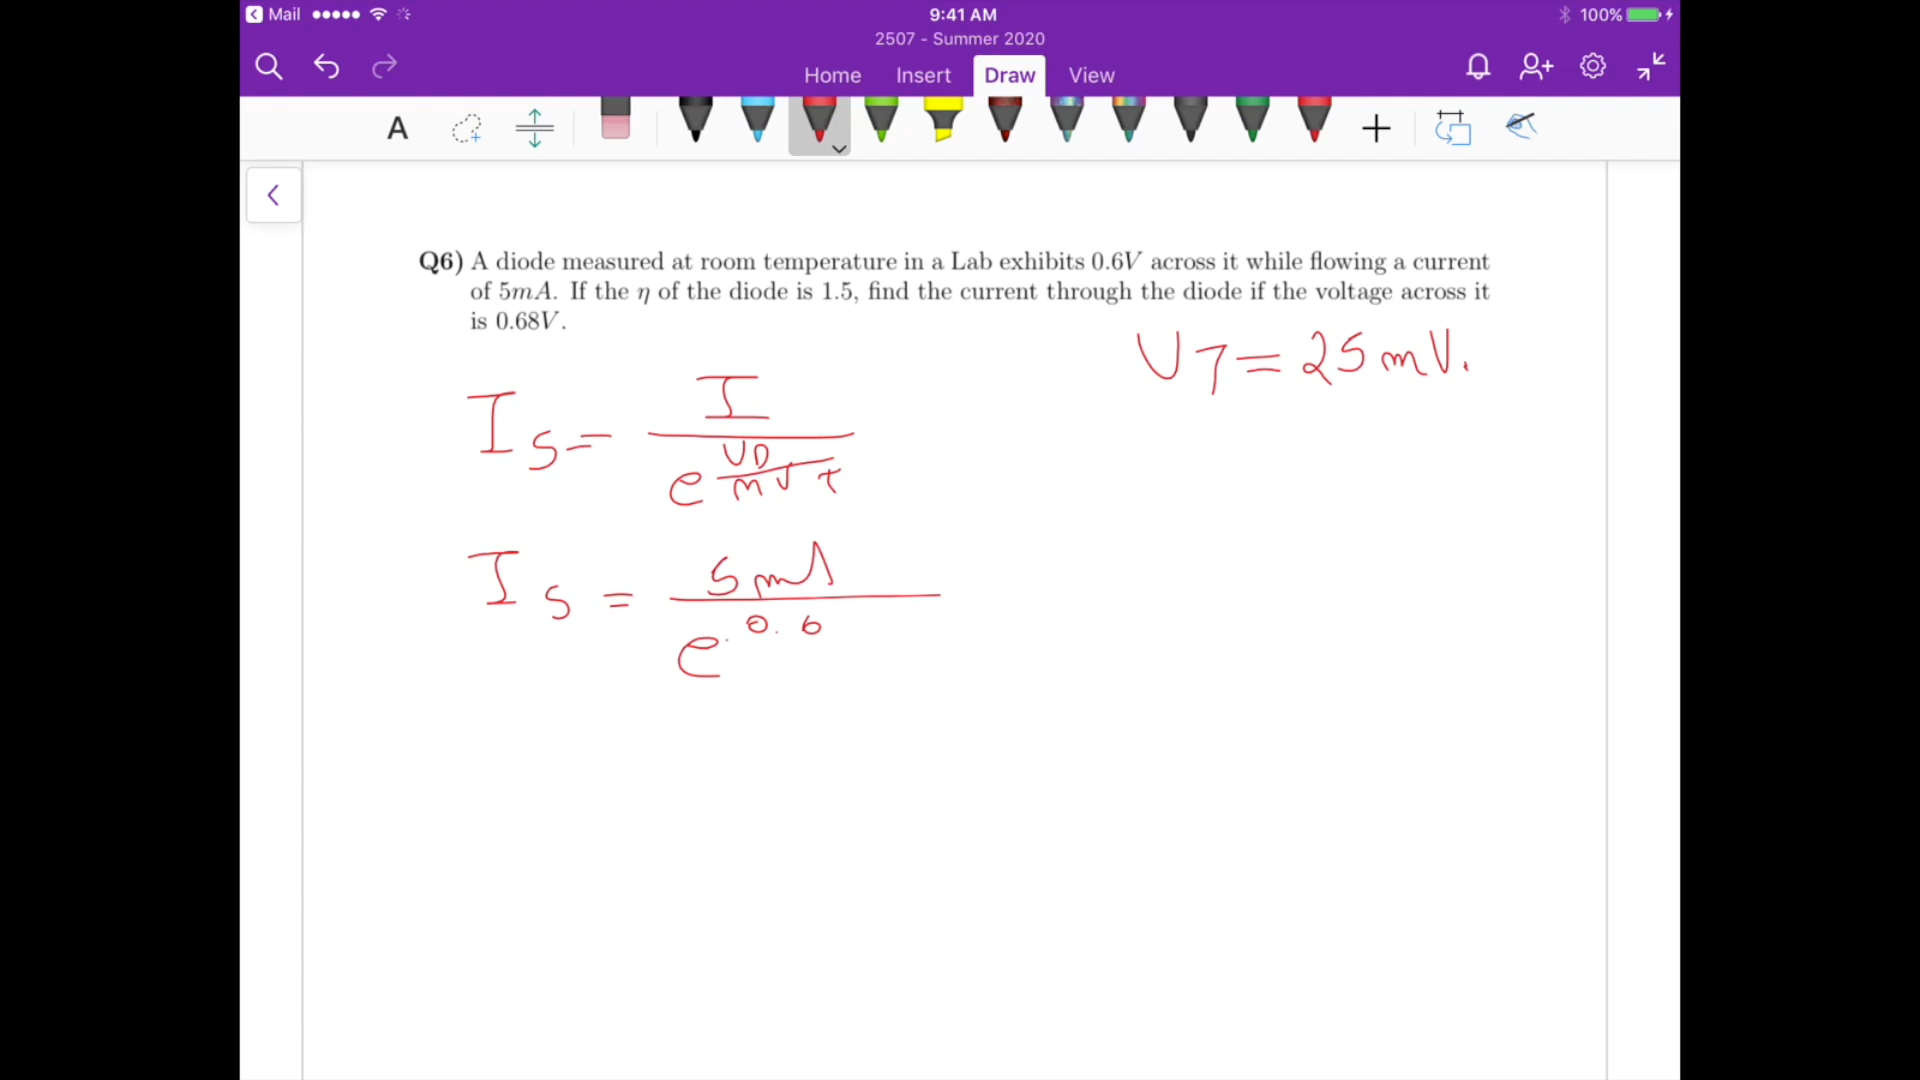 Mail 9:41 AM 100%
2507 - Summer 2020
Home Insert Draw View
A
Q6) A diode measured at room temperature in a Lab exhibits 0.6V across it while flowing a current
of 5mA. If the η of the diode is 1.5, find the current through the diode if the voltage across it
is 0.68V.
VT = 25mV.
I
IS =
VD
e nVT
5mA
IS =
e 0.6